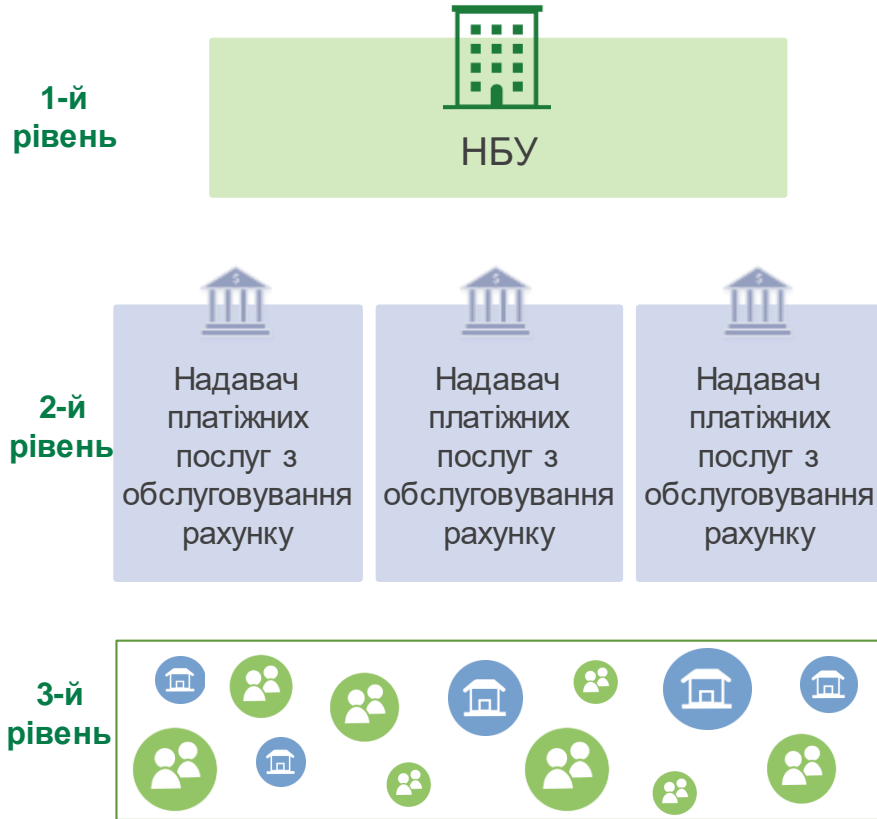 1-й
рівень
НБУ
2-й
рівень
Надавач
платіжних
послуг з
обслуговування
рахунку
Надавач
платіжних
послуг з
обслуговування
рахунку
Надавач
платіжних
послуг з
обслуговування
рахунку
3-й
рівень